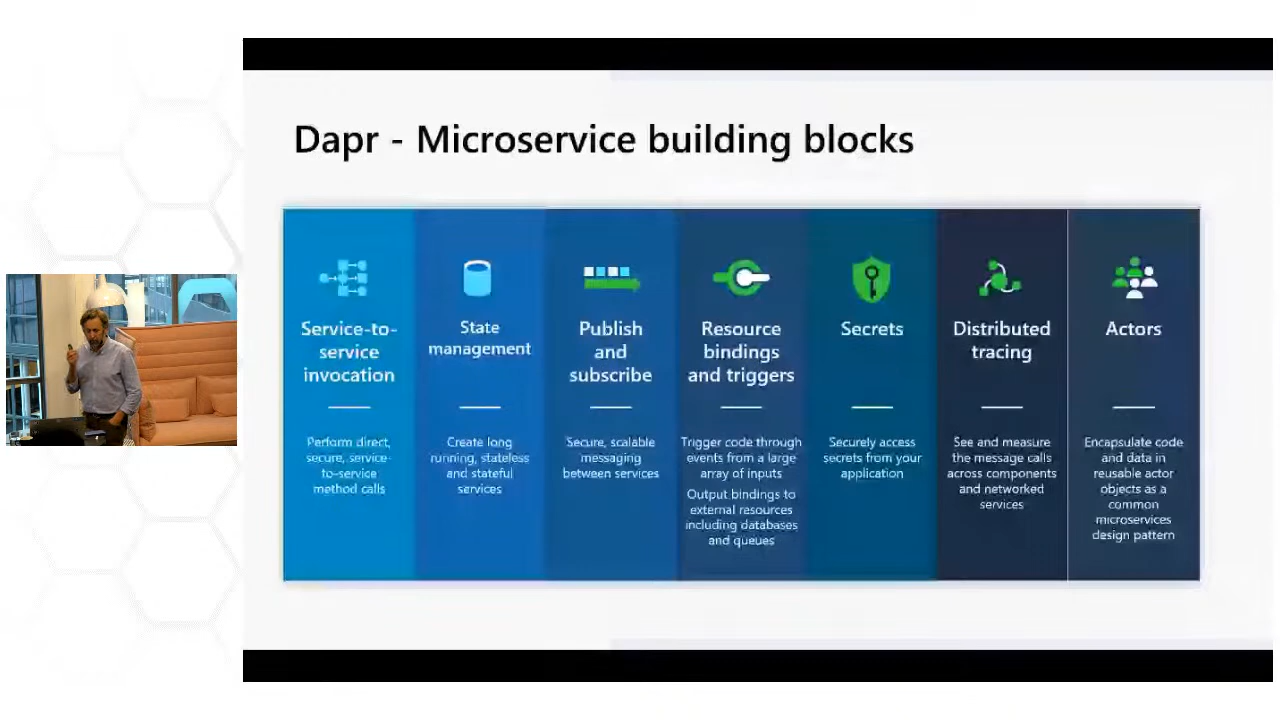 Dapr - Microservice building blocks
Service-to-
service
invocation
Perform direct,
secure, service-
to-service
method calls
State
management
Create long
running, stateless
and stateful
services
Publish
and
subscribe
Secure, scalable
messaging
between services
Resource
bindings
and triggers
Trigger code through
events from a large
array of inputs
Output bindings to
external resources
including databases
and queues
Secrets
Securely access
secrets from your
application
Distributed
tracing
See and measure
the message calls
across components
and networked
services
Actors
Encapsulate code
and data in
reusable actor
objects as a
common
microservices
design pattern